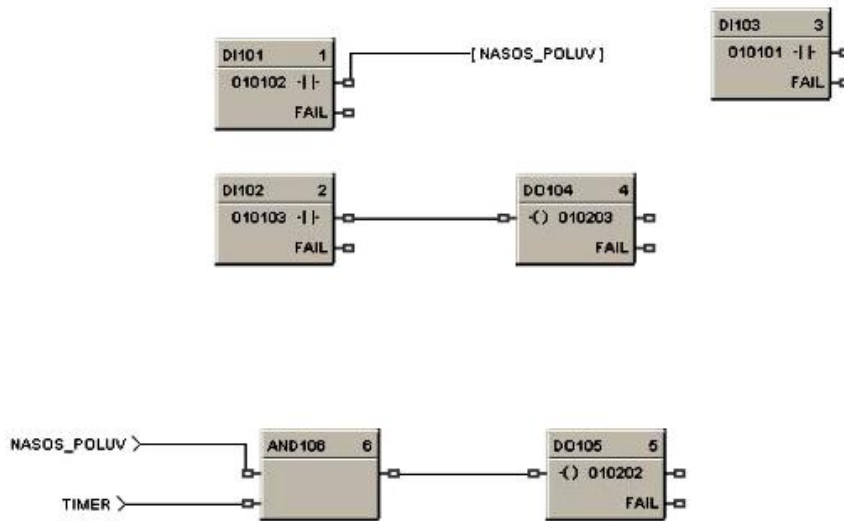 DI101 1
010102 -| |-
FAIL
[ NASOS_POLUV ]
DI103 3
010101 -| |-
FAIL
DI102 2
010103 -| |-
FAIL
DO104 4
-( ) 010203
FAIL
NASOS_POLUV
TIMER
AND106 6
DO105 5
-( ) 010202
FAIL